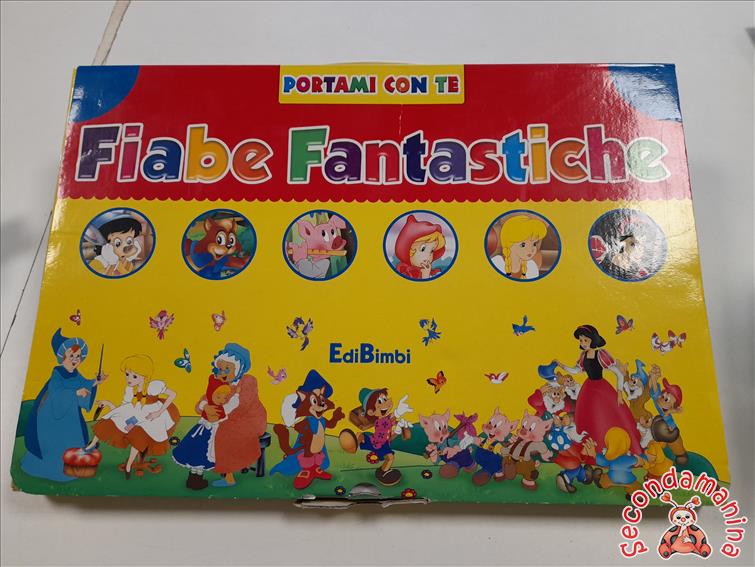 PORTAMI CON TE
Fiabe Fantastiche
EdiBimbi
Secondamanina